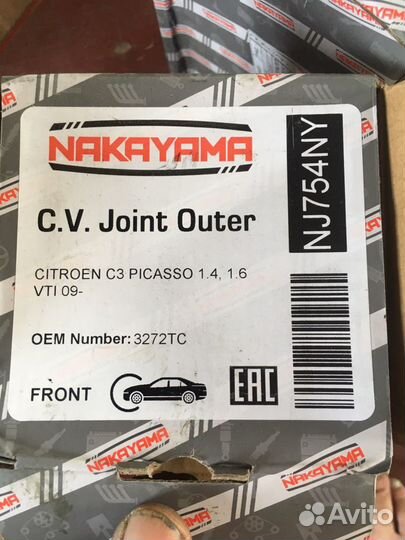 NAKAYAMA
C.V. Joint Outer
CITROEN C3 PICASSO 1.4, 1.6
VTI 09-
OEM Number: 3272TC
FRONT
EAC
NJ754NY
NAKAYAMA
NAKAYAMA
Avito